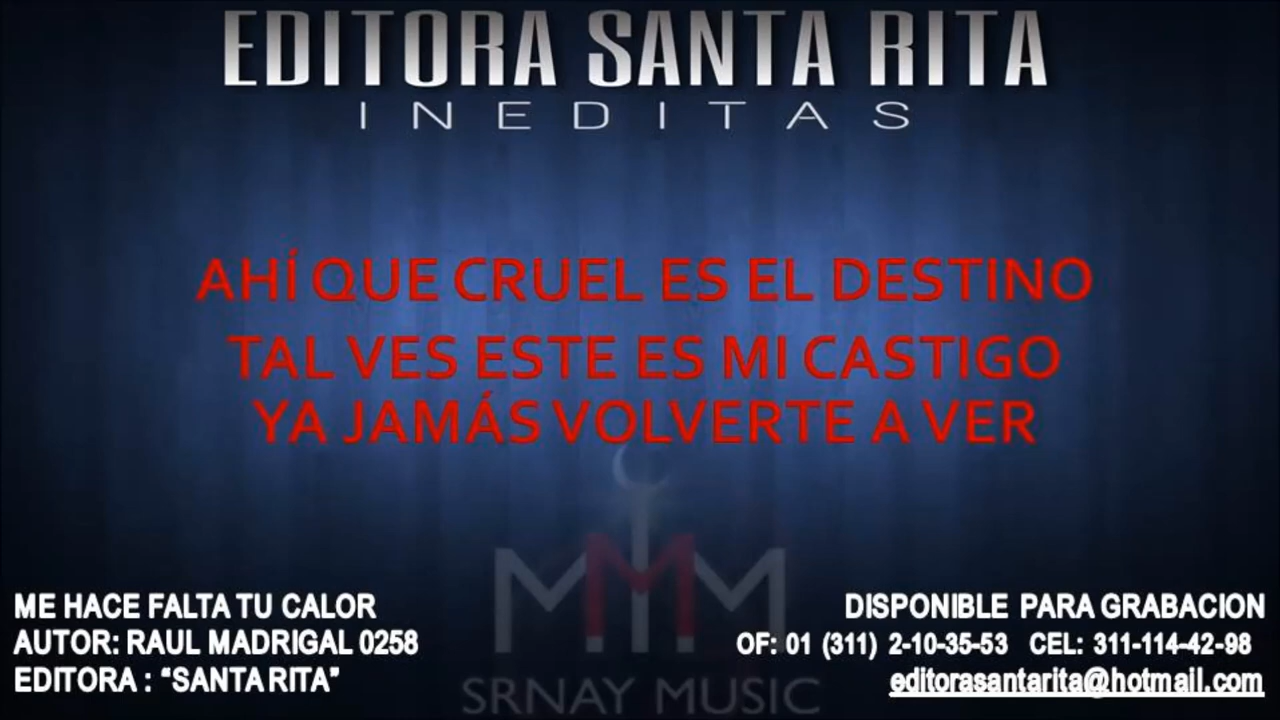 EDITORA SANTA RITA
INEDITAS
AHÍ QUE CRUEL ES EL DESTINO
TAL VES ESTE ES MI CASTIGO
YA JAMÁS VOLVERTE A VER
MYM
SRNAY MUSIC
ME HACE FALTA TU CALOR
AUTOR: RAUL MADRIGAL 0258
EDITORA : “SANTA RITA”
DISPONIBLE PARA GRABACION
OF: 01 (311) 2-10-35-53 CEL: 311-114-42-98
editorasantarita@hotmail.com